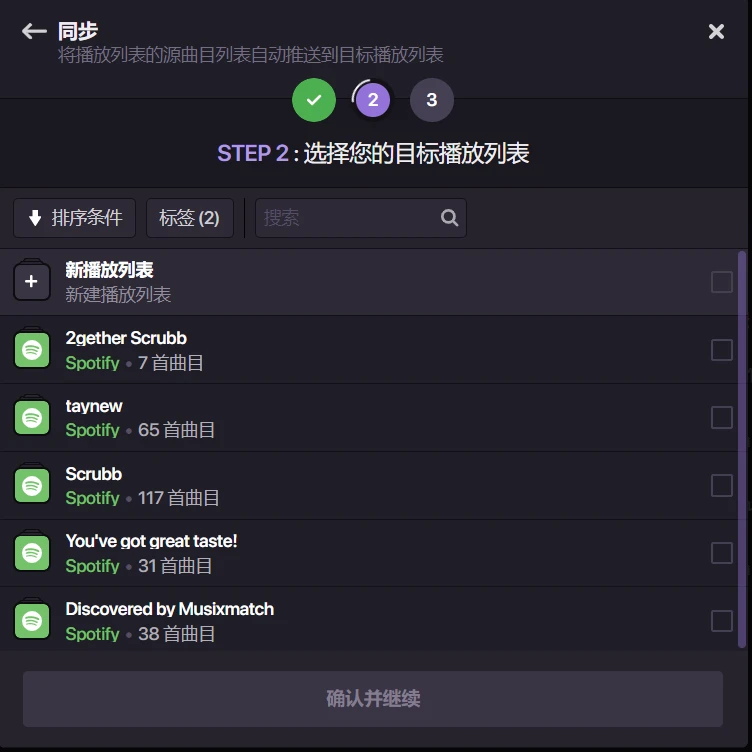 同步
将播放列表的源曲目列表自动推送到目标播放列表
2 3
STEP 2 : 选择您的目标播放列表
排序条件 标签 (2) 搜索
新播放列表
新建播放列表
2gether Scrubb
Spotify • 7 首曲目
taynew
Spotify • 65 首曲目
Scrubb
Spotify • 117 首曲目
You've got great taste!
Spotify • 31 首曲目
Discovered by Musixmatch
Spotify • 38 首曲目
确认并继续